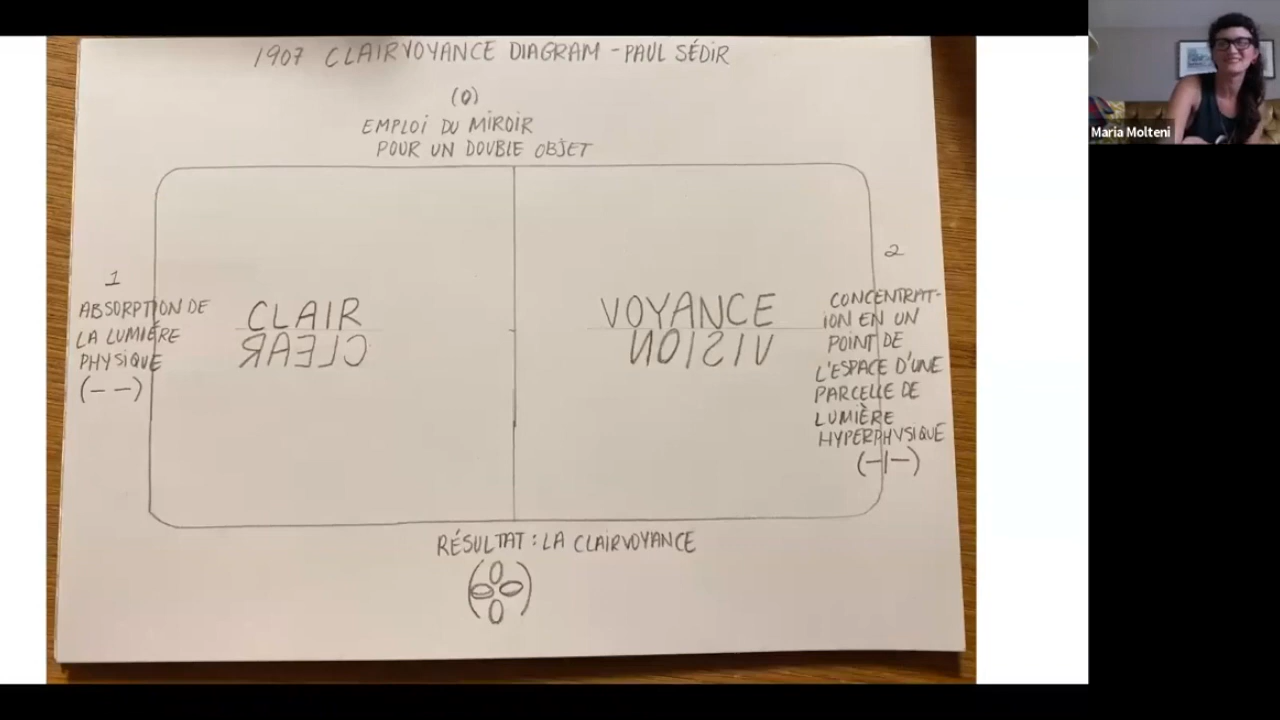 1907 CLAIRVOYANCE DIAGRAM - PAUL SÉDIR
(0)
EMPLOI DU MIROIR
POUR UN DOUBLE OBJET
1
ABSORPTION DE
LA LUMIÉRE
PHYSIQUE
(– –)
CLAIR
CLEAR
VOYANCE
VISION
2
CONCENTRAT-
ION EN UN
POINT DE
L'ESPACE D'UNE
PARCELLE DE
LUMIÈRE
HYPERPHYSIQUE
(–|–)
RÉSULTAT : LA CLAIRVOYANCE
Maria Molteni